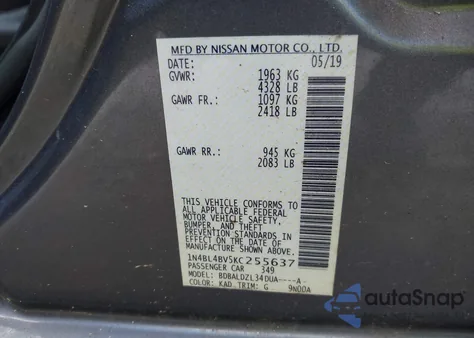 MFD BY NISSAN MOTOR CO., LTD.
DATE: 05/19
GVWR: 1963 KG
4328 LB
GAWR FR.: 1097 KG
2418 LB
GAWR RR.: 945 KG
2083 LB
THIS VEHICLE CONFORMS TO
ALL APPLICABLE FEDERAL
MOTOR VEHICLE SAFETY,
BUMPER, AND THEFT
PREVENTION STANDARDS IN
EFFECT ON THE DATE OF
MANUFACTURE SHOWN ABOVE.
1N4BL4BV5KC255637
PASSENGER CAR 349
MODEL: BDBALDZL34DUA----A-
COLOR: KAD TRIM: G 9N00A
autoSnap